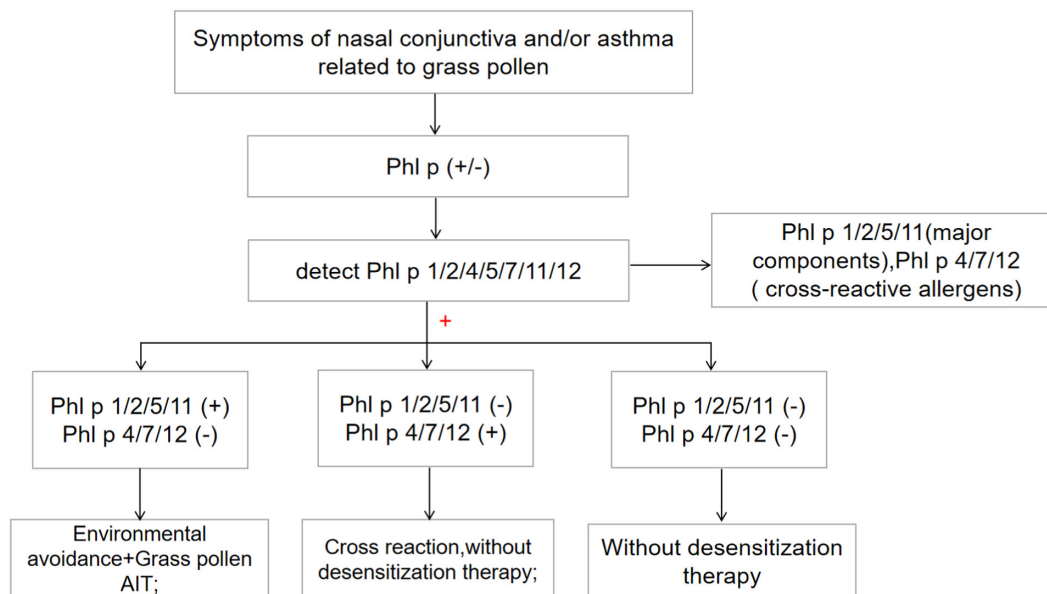 Symptoms of nasal conjunctiva and/or asthma
related to grass pollen
Phl p (+/-)
detect Phl p 1/2/4/5/7/11/12
Phl p 1/2/5/11(major
components),Phl p 4/7/12
( cross-reactive allergens)
+
Phl p 1/2/5/11 (+)
Phl p 4/7/12 (-)
Phl p 1/2/5/11 (-)
Phl p 4/7/12 (+)
Phl p 1/2/5/11 (-)
Phl p 4/7/12 (-)
Environmental
avoidance+Grass pollen
AIT;
Cross reaction,without
desensitization therapy;
Without desensitization
therapy